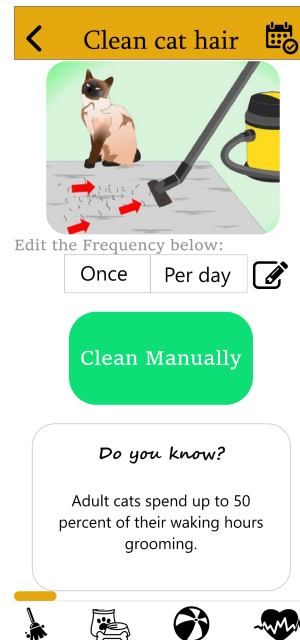 Clean cat hair
Edit the Frequency below:
Once Per day
Clean Manually
Do you know?
Adult cats spend up to 50
percent of their waking hours
grooming.